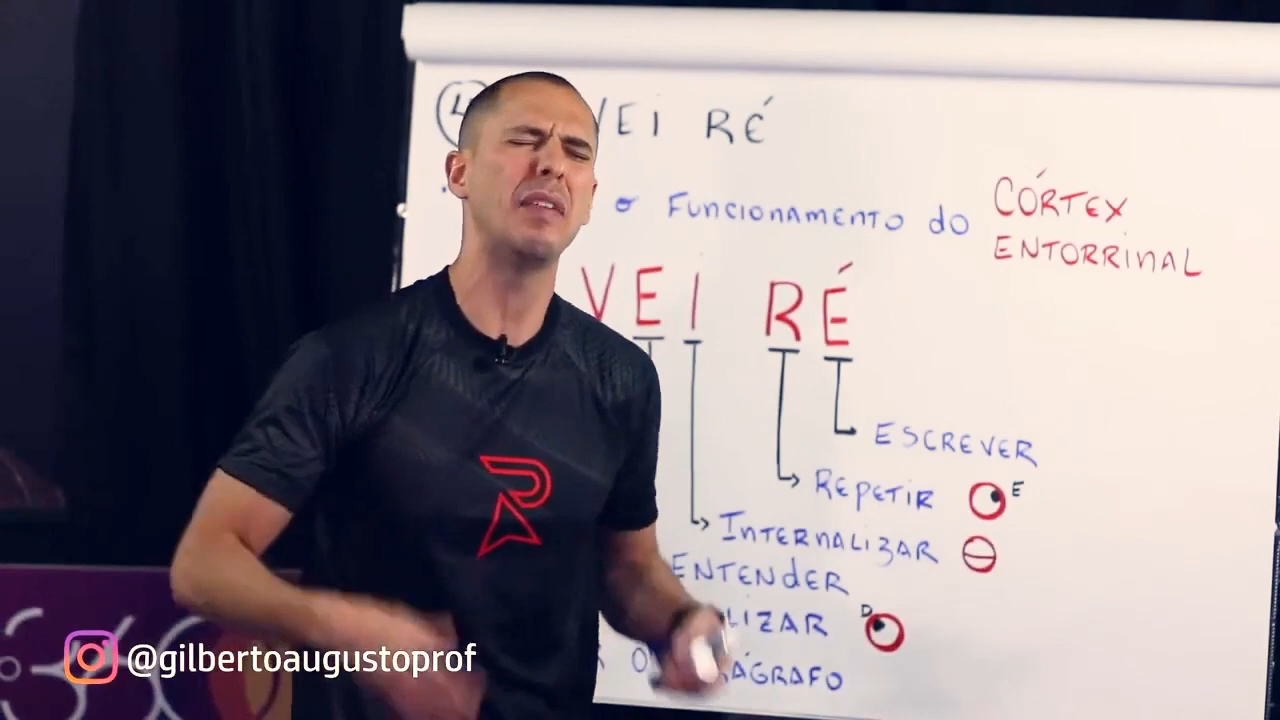 VEI RÉ
o FUNCIONAMENTO do CÓRTEX
ENTORRINAL
VEI RÉ
ESCREVER
REPETIR E
INTERNALIZAR
ENTENDER
LIZAR D
O
ÁGRAFO
@gilbertoaugustoprof